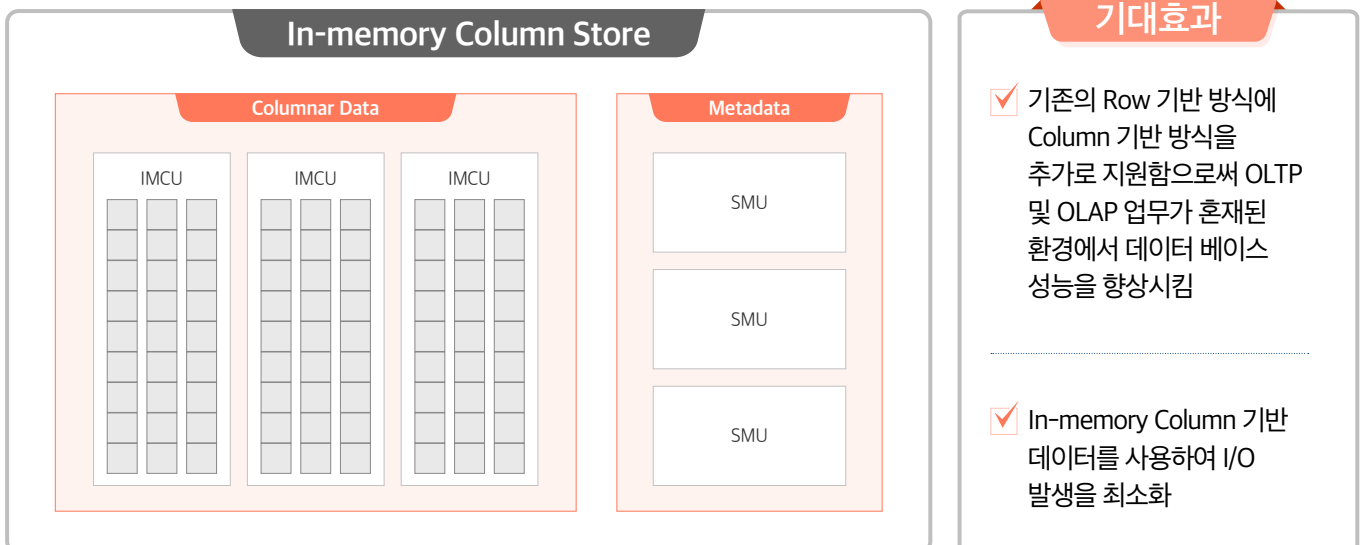 In-memory Column Store
Columnar Data
IMCU
IMCU
IMCU
Metadata
SMU
SMU
SMU
기대효과
기존의 Row 기반 방식에
Column 기반 방식을
추가로 지원함으로써 OLTP
및 OLAP 업무가 혼재된
환경에서 데이터 베이스
성능을 향상시킴
In-memory Column 기반
데이터를 사용하여 I/O
발생을 최소화